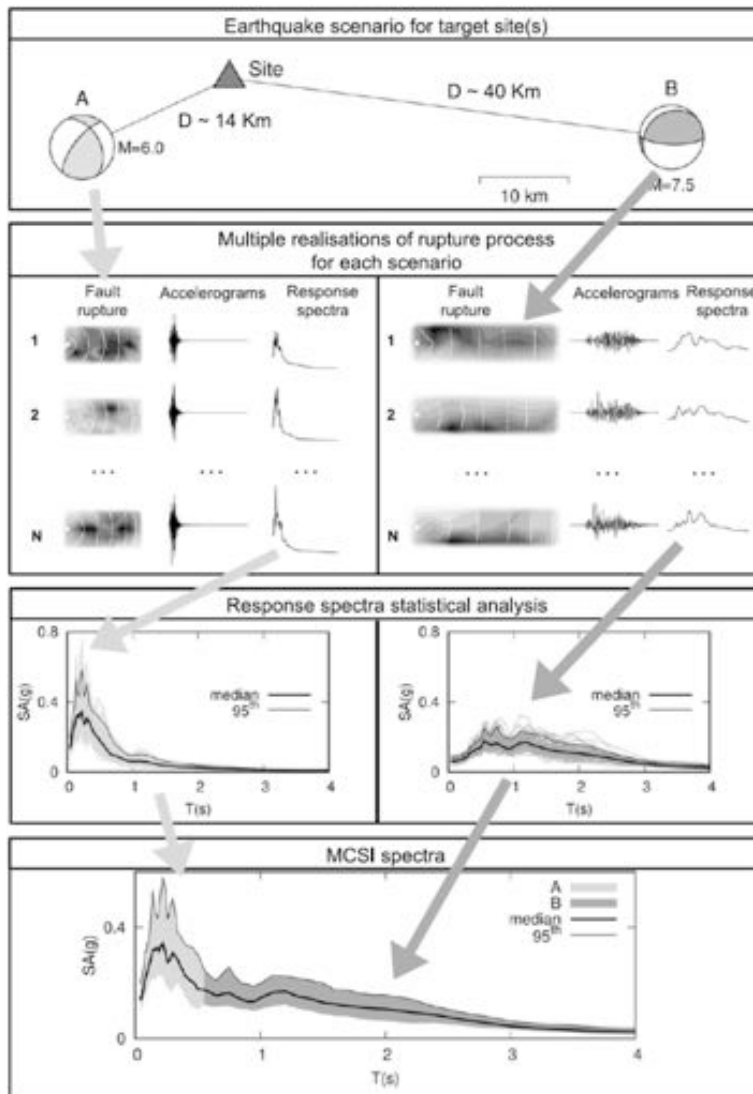 Earthquake scenario for target site(s)
Site
A
B
D ~ 40 Km
D ~ 14 Km
M=6.0
10 km
M=7.5
Multiple realisations of rupture process
for each scenario
Fault
rupture
Accelerograms
Response
spectra
Fault
rupture
Accelerograms
Response
spectra
1
1
2
2
...
...
...
...
...
...
N
N
Response spectra statistical analysis
0.8
0.4
0
SA(g)
median
95th
0 1 2 3 4
T(s)
0.8
0.4
0
SA(g)
median
95th
0 1 2 3 4
T(s)
MCSI spectra
A
B
median
95th
0.4
0
SA(g)
0 1 2 3 4
T(s)